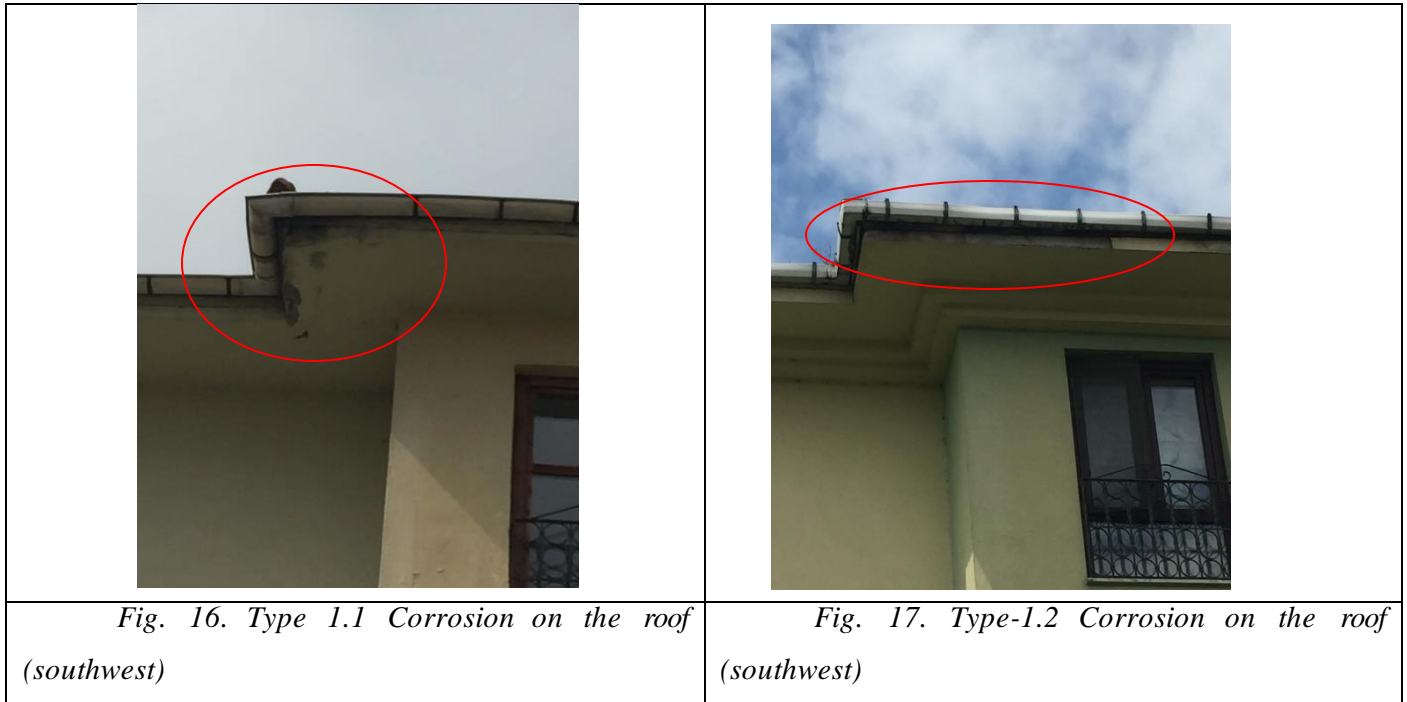 Fig. 16. Type 1.1 Corrosion on the roof
(southwest)
Fig. 17. Type-1.2 Corrosion on the roof
(southwest)